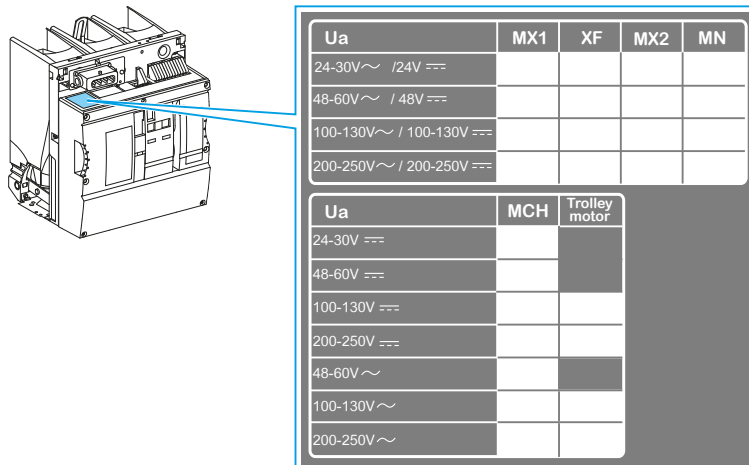 Ua MX1 XF MX2 MN
24-30V～ /24V ⎓
48-60V～ / 48V ⎓
100-130V～ / 100-130V ⎓
200-250V～ / 200-250V ⎓
Ua MCH Trolley motor
24-30V ⎓
48-60V ⎓
100-130V ⎓
200-250V ⎓
48-60V～
100-130V～
200-250V～